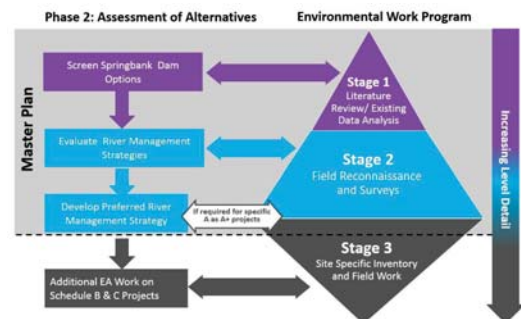 Phase 2: Assessment of Alternatives
Environmental Work Program
Master Plan
Screen Springbank Dam
Options
Evaluate River Management
Strategies
Develop Preferred River
Management Strategy
Additional EA Work on
Schedule B & C Projects
If required for specific
A as A+ projects
Stage 1
Literature
Review/ Existing
Data Analysis
Stage 2
Field Reconnaissance
and Surveys
Stage 3
Site Specific Inventory
and Field Work
Increasing Level Detail